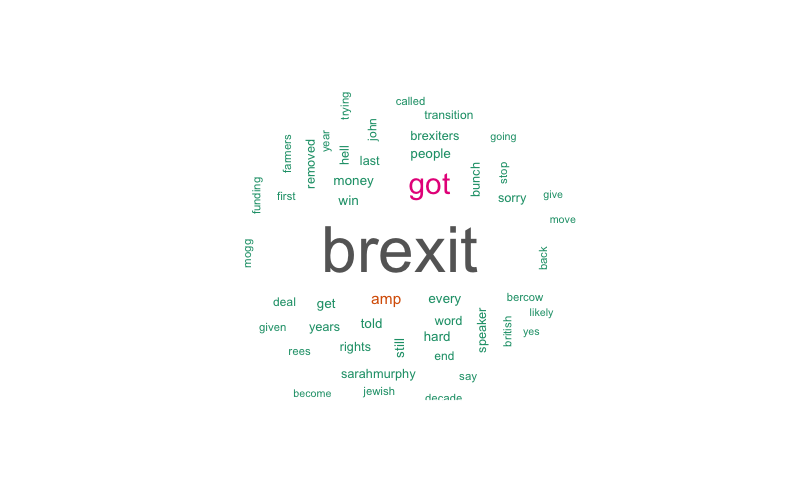 trying
called
transition
john
year
brexiters
going
farmers
removed
hell
last
people
bunch
stop
money
got
funding
first
win
sorry
give
move
brexit
mogg
back
deal
get
amp
every
bercow
likely
given
years
told
word
hard
speaker
british
yes
rees
rights
still
end
sarahmurphy
say
become
jewish
decade